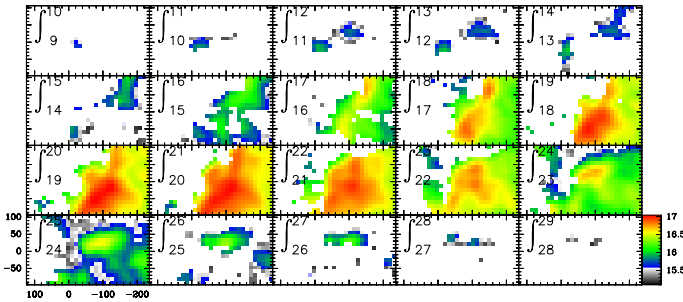 ∫ 10 ∫ 11 ∫ 12 ∫ 13 ∫ 14
9 10 11 12 13
∫ 15 ∫ 16 ∫ 17 ∫ 18 ∫ 19
14 15 16 17 18
∫ 20 ∫ 21 ∫ 22 ∫ 23 ∫ 24
19 20 21 22 23
∫ 25 ∫ 26 ∫ 27 ∫ 28 ∫ 29
24 25 26 27 28
100
50
0
−50
100 0 −100 −200
17
16.5
16
15.5